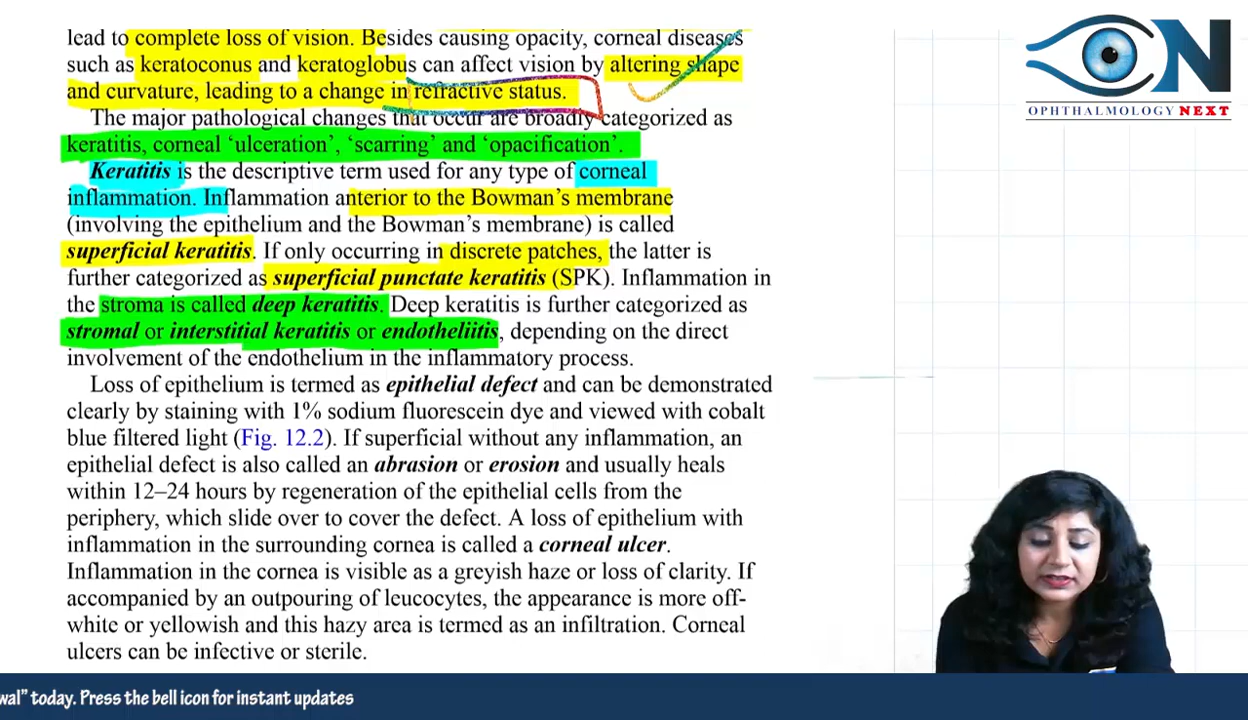 lead to complete loss of vision. Besides causing opacity, corneal diseases
such as keratoconus and keratoglobus can affect vision by altering shape
and curvature, leading to a change in refractive status.
The major pathological changes that occur are broadly categorized as
keratitis, corneal ‘ulceration’, ‘scarring’ and ‘opacification’.
Keratitis is the descriptive term used for any type of corneal
inflammation. Inflammation anterior to the Bowman’s membrane
(involving the epithelium and the Bowman’s membrane) is called
superficial keratitis. If only occurring in discrete patches, the latter is
further categorized as superficial punctate keratitis (SPK). Inflammation in
the stroma is called deep keratitis. Deep keratitis is further categorized as
stromal or interstitial keratitis or endotheliitis, depending on the direct
involvement of the endothelium in the inflammatory process.
Loss of epithelium is termed as epithelial defect and can be demonstrated
clearly by staining with 1% sodium fluorescein dye and viewed with cobalt
blue filtered light (Fig. 12.2). If superficial without any inflammation, an
epithelial defect is also called an abrasion or erosion and usually heals
within 12–24 hours by regeneration of the epithelial cells from the
periphery, which slide over to cover the defect. A loss of epithelium with
inflammation in the surrounding cornea is called a corneal ulcer.
Inflammation in the cornea is visible as a greyish haze or loss of clarity. If
accompanied by an outpouring of leucocytes, the appearance is more off-
white or yellowish and this hazy area is termed as an infiltration. Corneal
ulcers can be infective or sterile.
N
OPHTHALMOLOGY NEXT
wal” today. Press the bell icon for instant updates